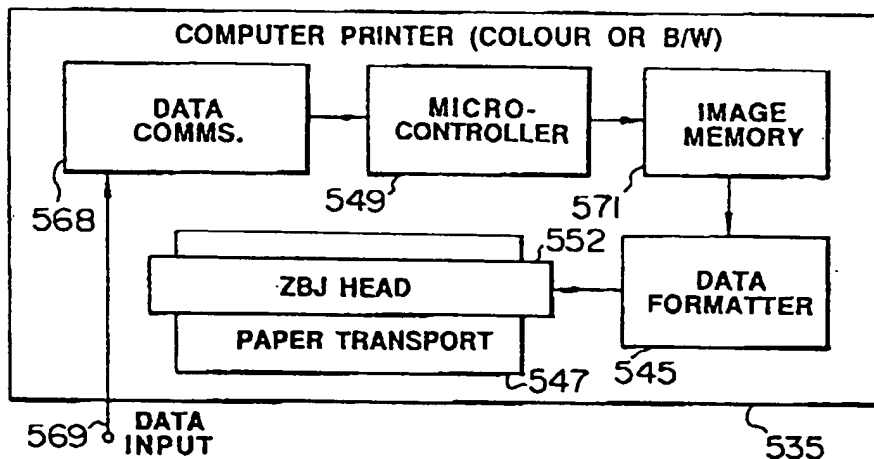 COMPUTER PRINTER (COLOUR OR B/W)
DATA
COMMS.
MICRO-
CONTROLLER
IMAGE
MEMORY
568
549
571
552
ZBJ HEAD
DATA
FORMATTER
PAPER TRANSPORT
547
545
569
DATA
INPUT
535